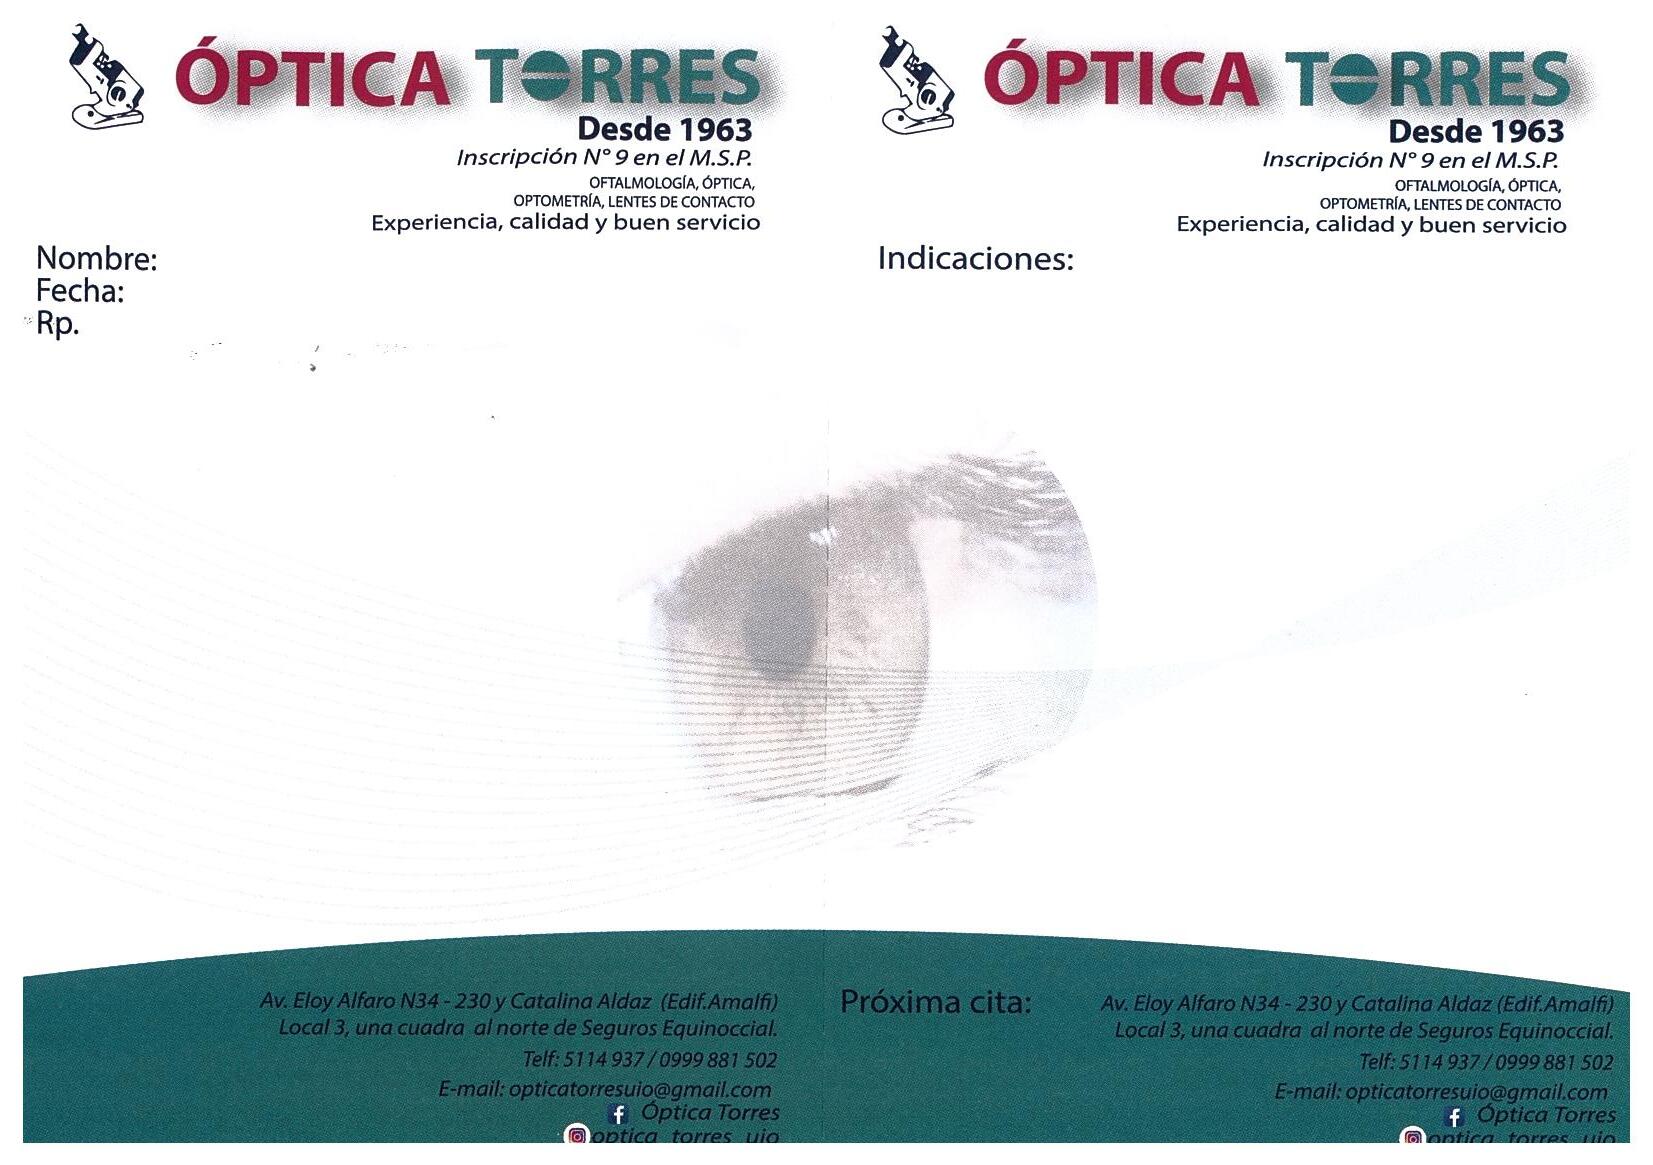 ÓPTICA TORRES
Desde 1963
Inscripción N° 9 en el M.S.P.
OFTALMOLOGÍA, ÓPTICA,
OPTOMETRÍA, LENTES DE CONTACTO
Experiencia, calidad y buen servicio
Nombre:
Fecha:
Rp.
Av. Eloy Alfaro N34 - 230 y Catalina Aldaz (Edif.Amalfi)
Local 3, una cuadra al norte de Seguros Equinoccial.
Telf: 5114 937 / 0999 881 502
E-mail: opticatorresuio@gmail.com
Óptica Torres
optica_torres_uio
ÓPTICA TORRES
Desde 1963
Inscripción N° 9 en el M.S.P.
OFTALMOLOGÍA, ÓPTICA,
OPTOMETRÍA, LENTES DE CONTACTO
Experiencia, calidad y buen servicio
Indicaciones:
Próxima cita:
Av. Eloy Alfaro N34 - 230 y Catalina Aldaz (Edif.Amalfi)
Local 3, una cuadra al norte de Seguros Equinoccial.
Telf: 5114 937 / 0999 881 502
E-mail: opticatorresuio@gmail.com
Óptica Torres
optica_torres_uio